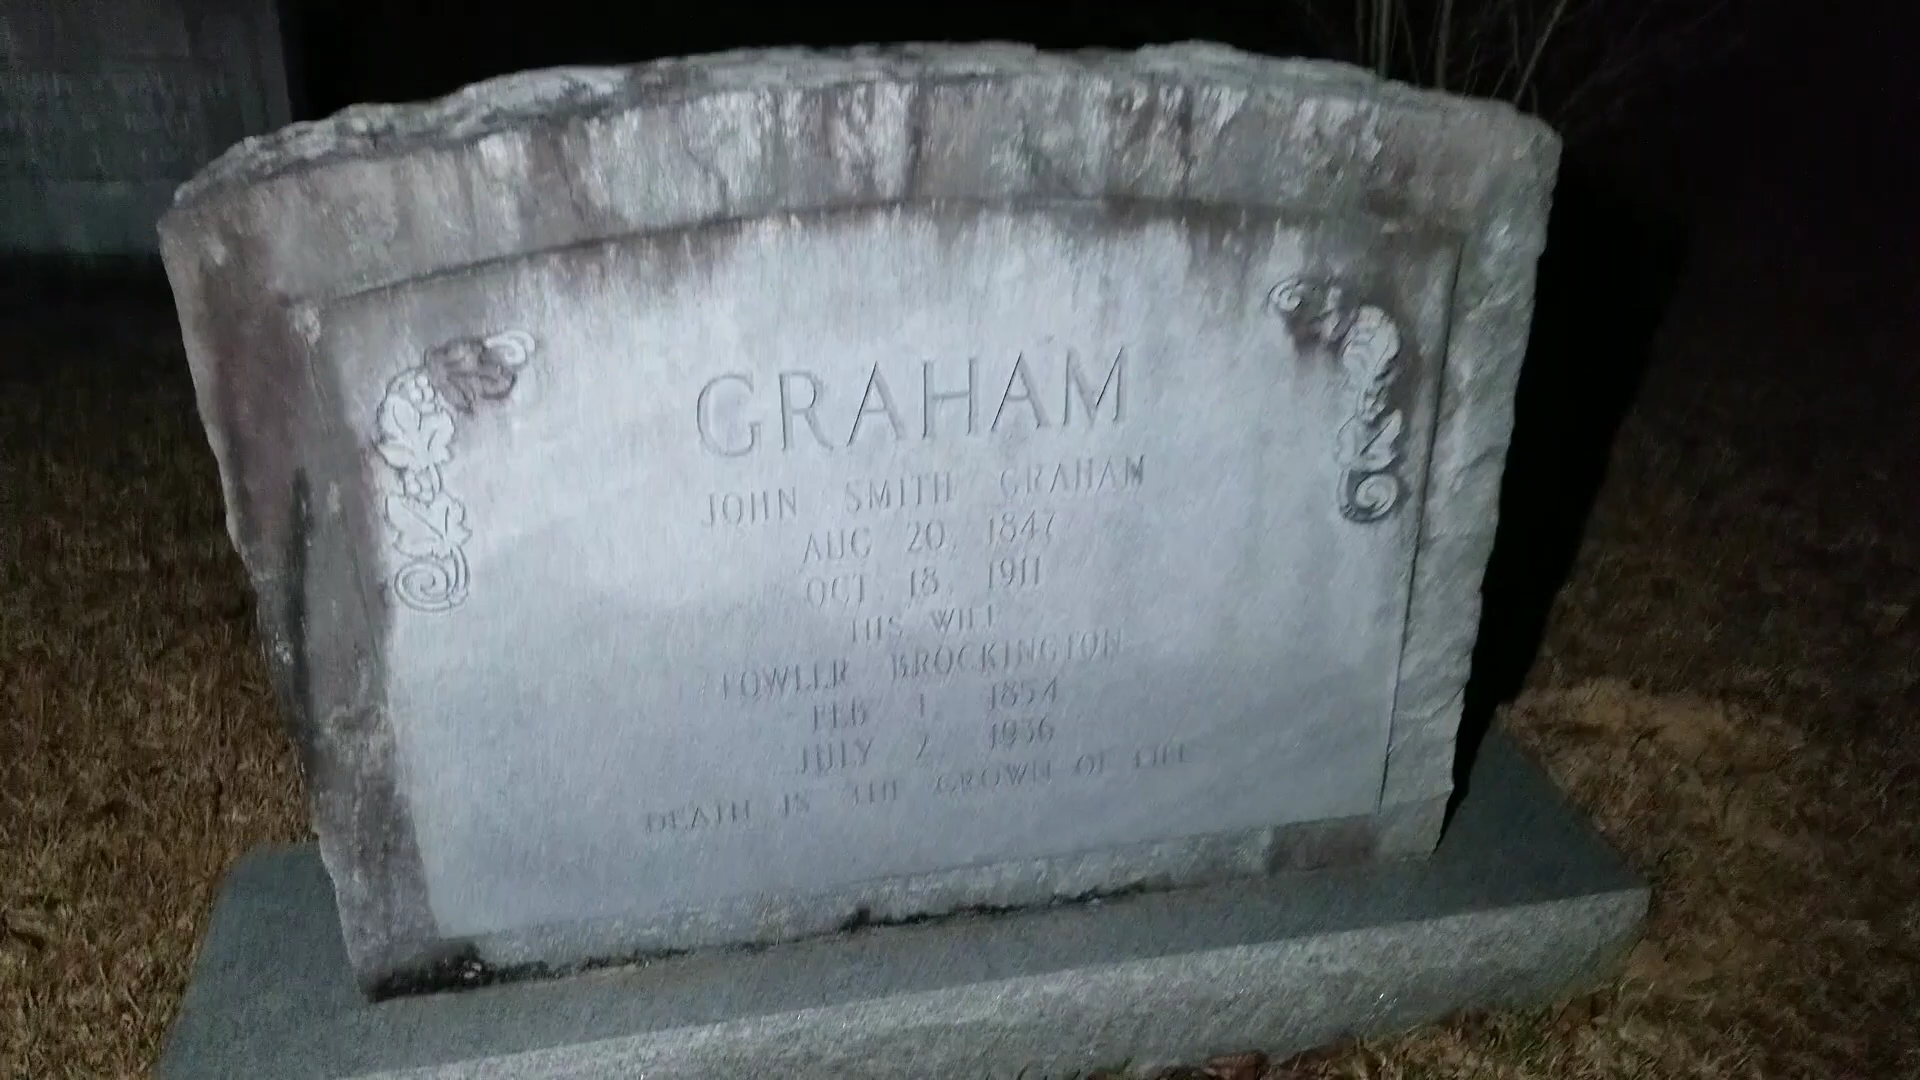 GRAHAM
JOHN SMITH GRAHAM
AUG 20, 1847
OCT 18, 1911
HIS WIFE
FOWLER BROCKINGTON
FEB 1, 1854
JULY 2, 1936
DEATH IS THE CROWN OF LIFE